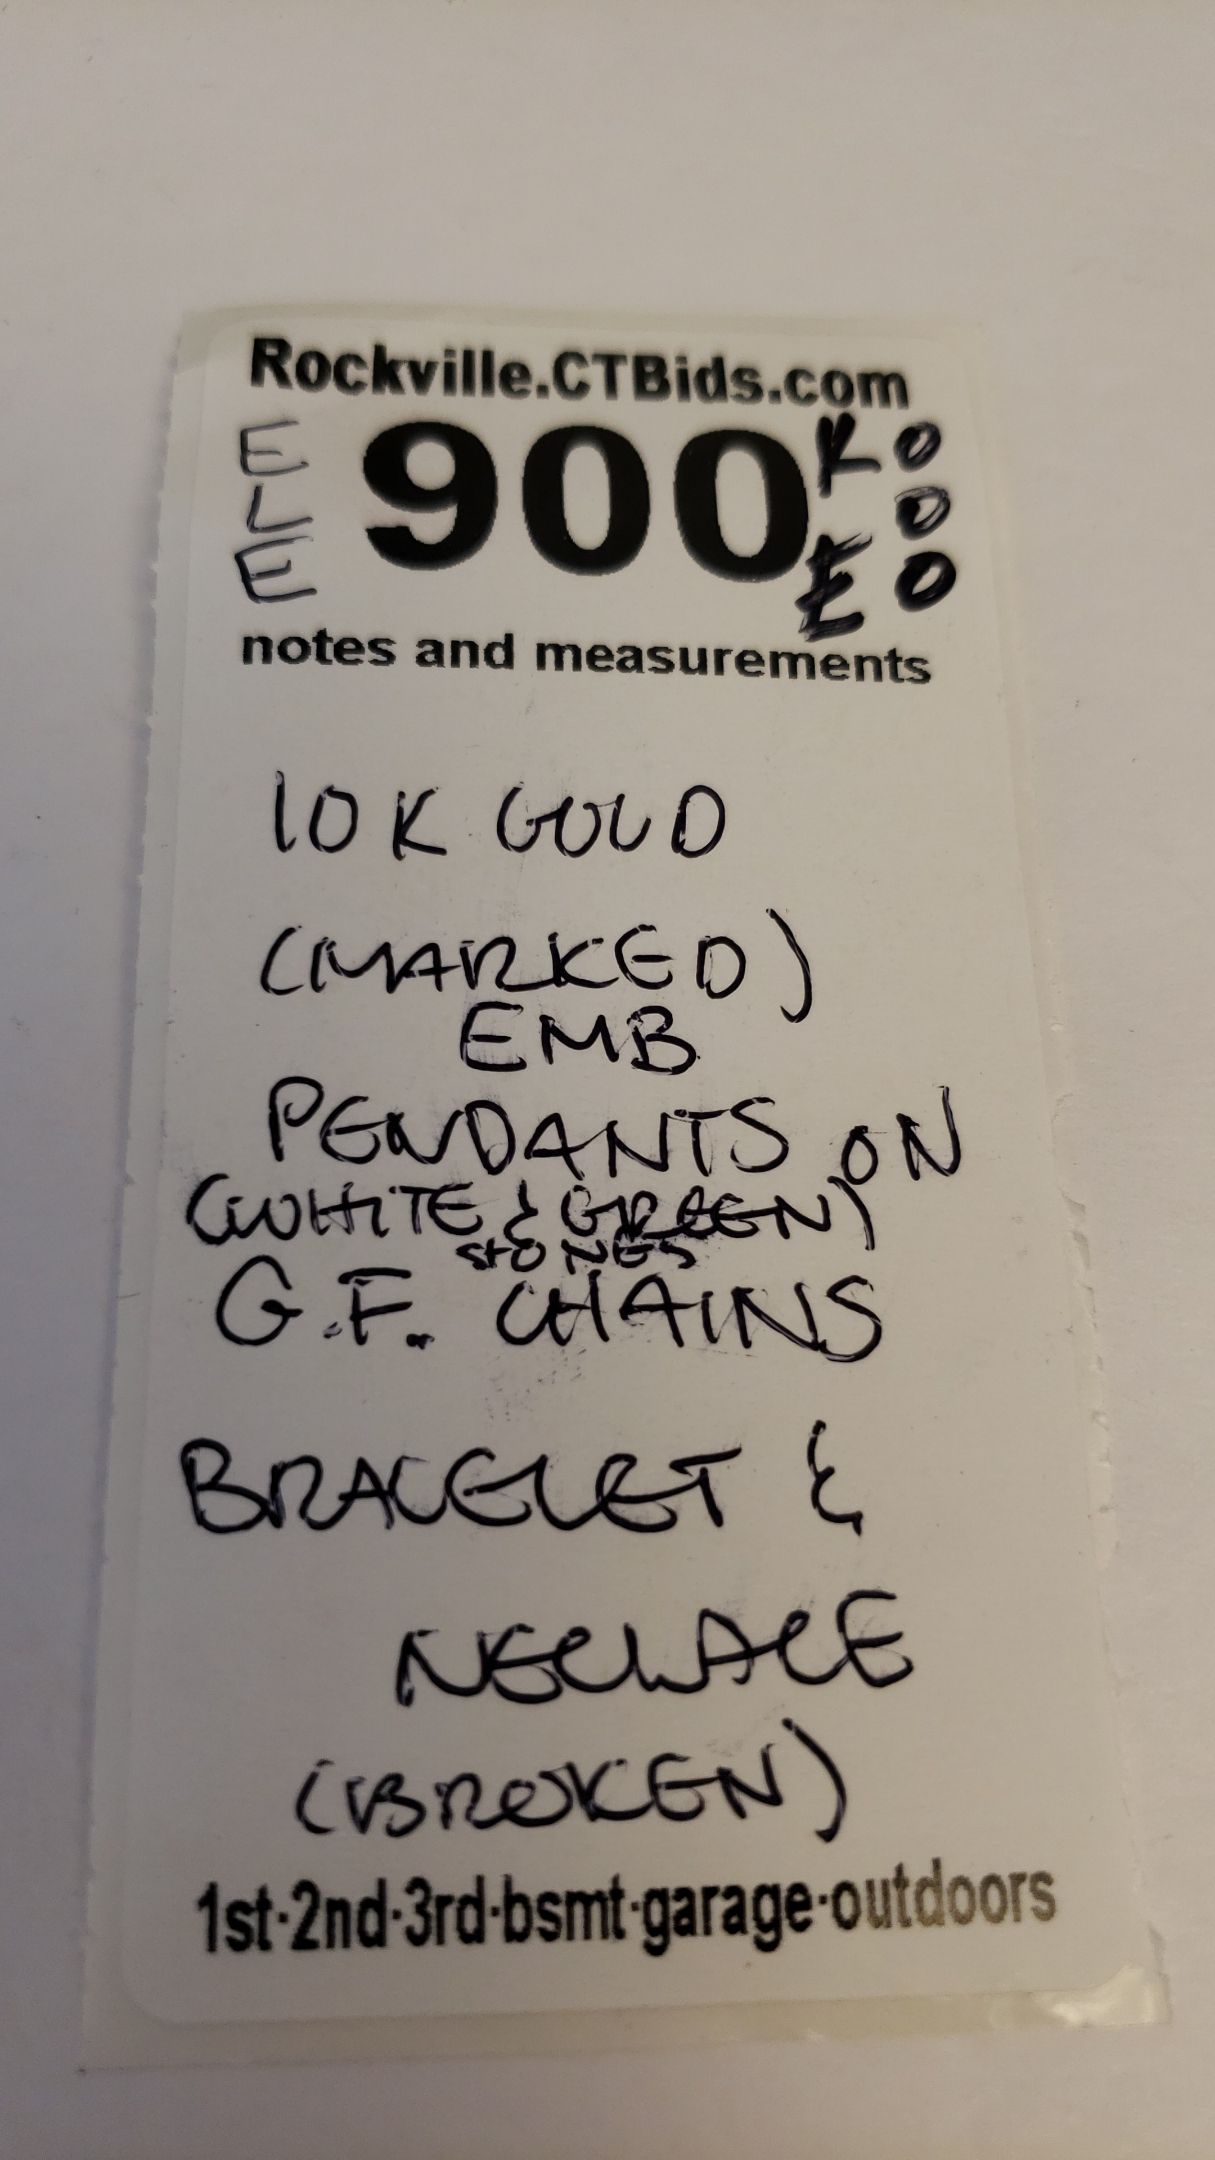 Rockville.CTBids.com
E
L
E
900
K
E
O
O
O
notes and measurements
10K GOLD
(MARKED)
EMB
PENDANTS ON
(WHITE & GREEN)
STONES
G.F. CHAINS
BRACELET &
NECLACE
(BROKEN)
1st·2nd·3rd·bsmt·garage·outdoors